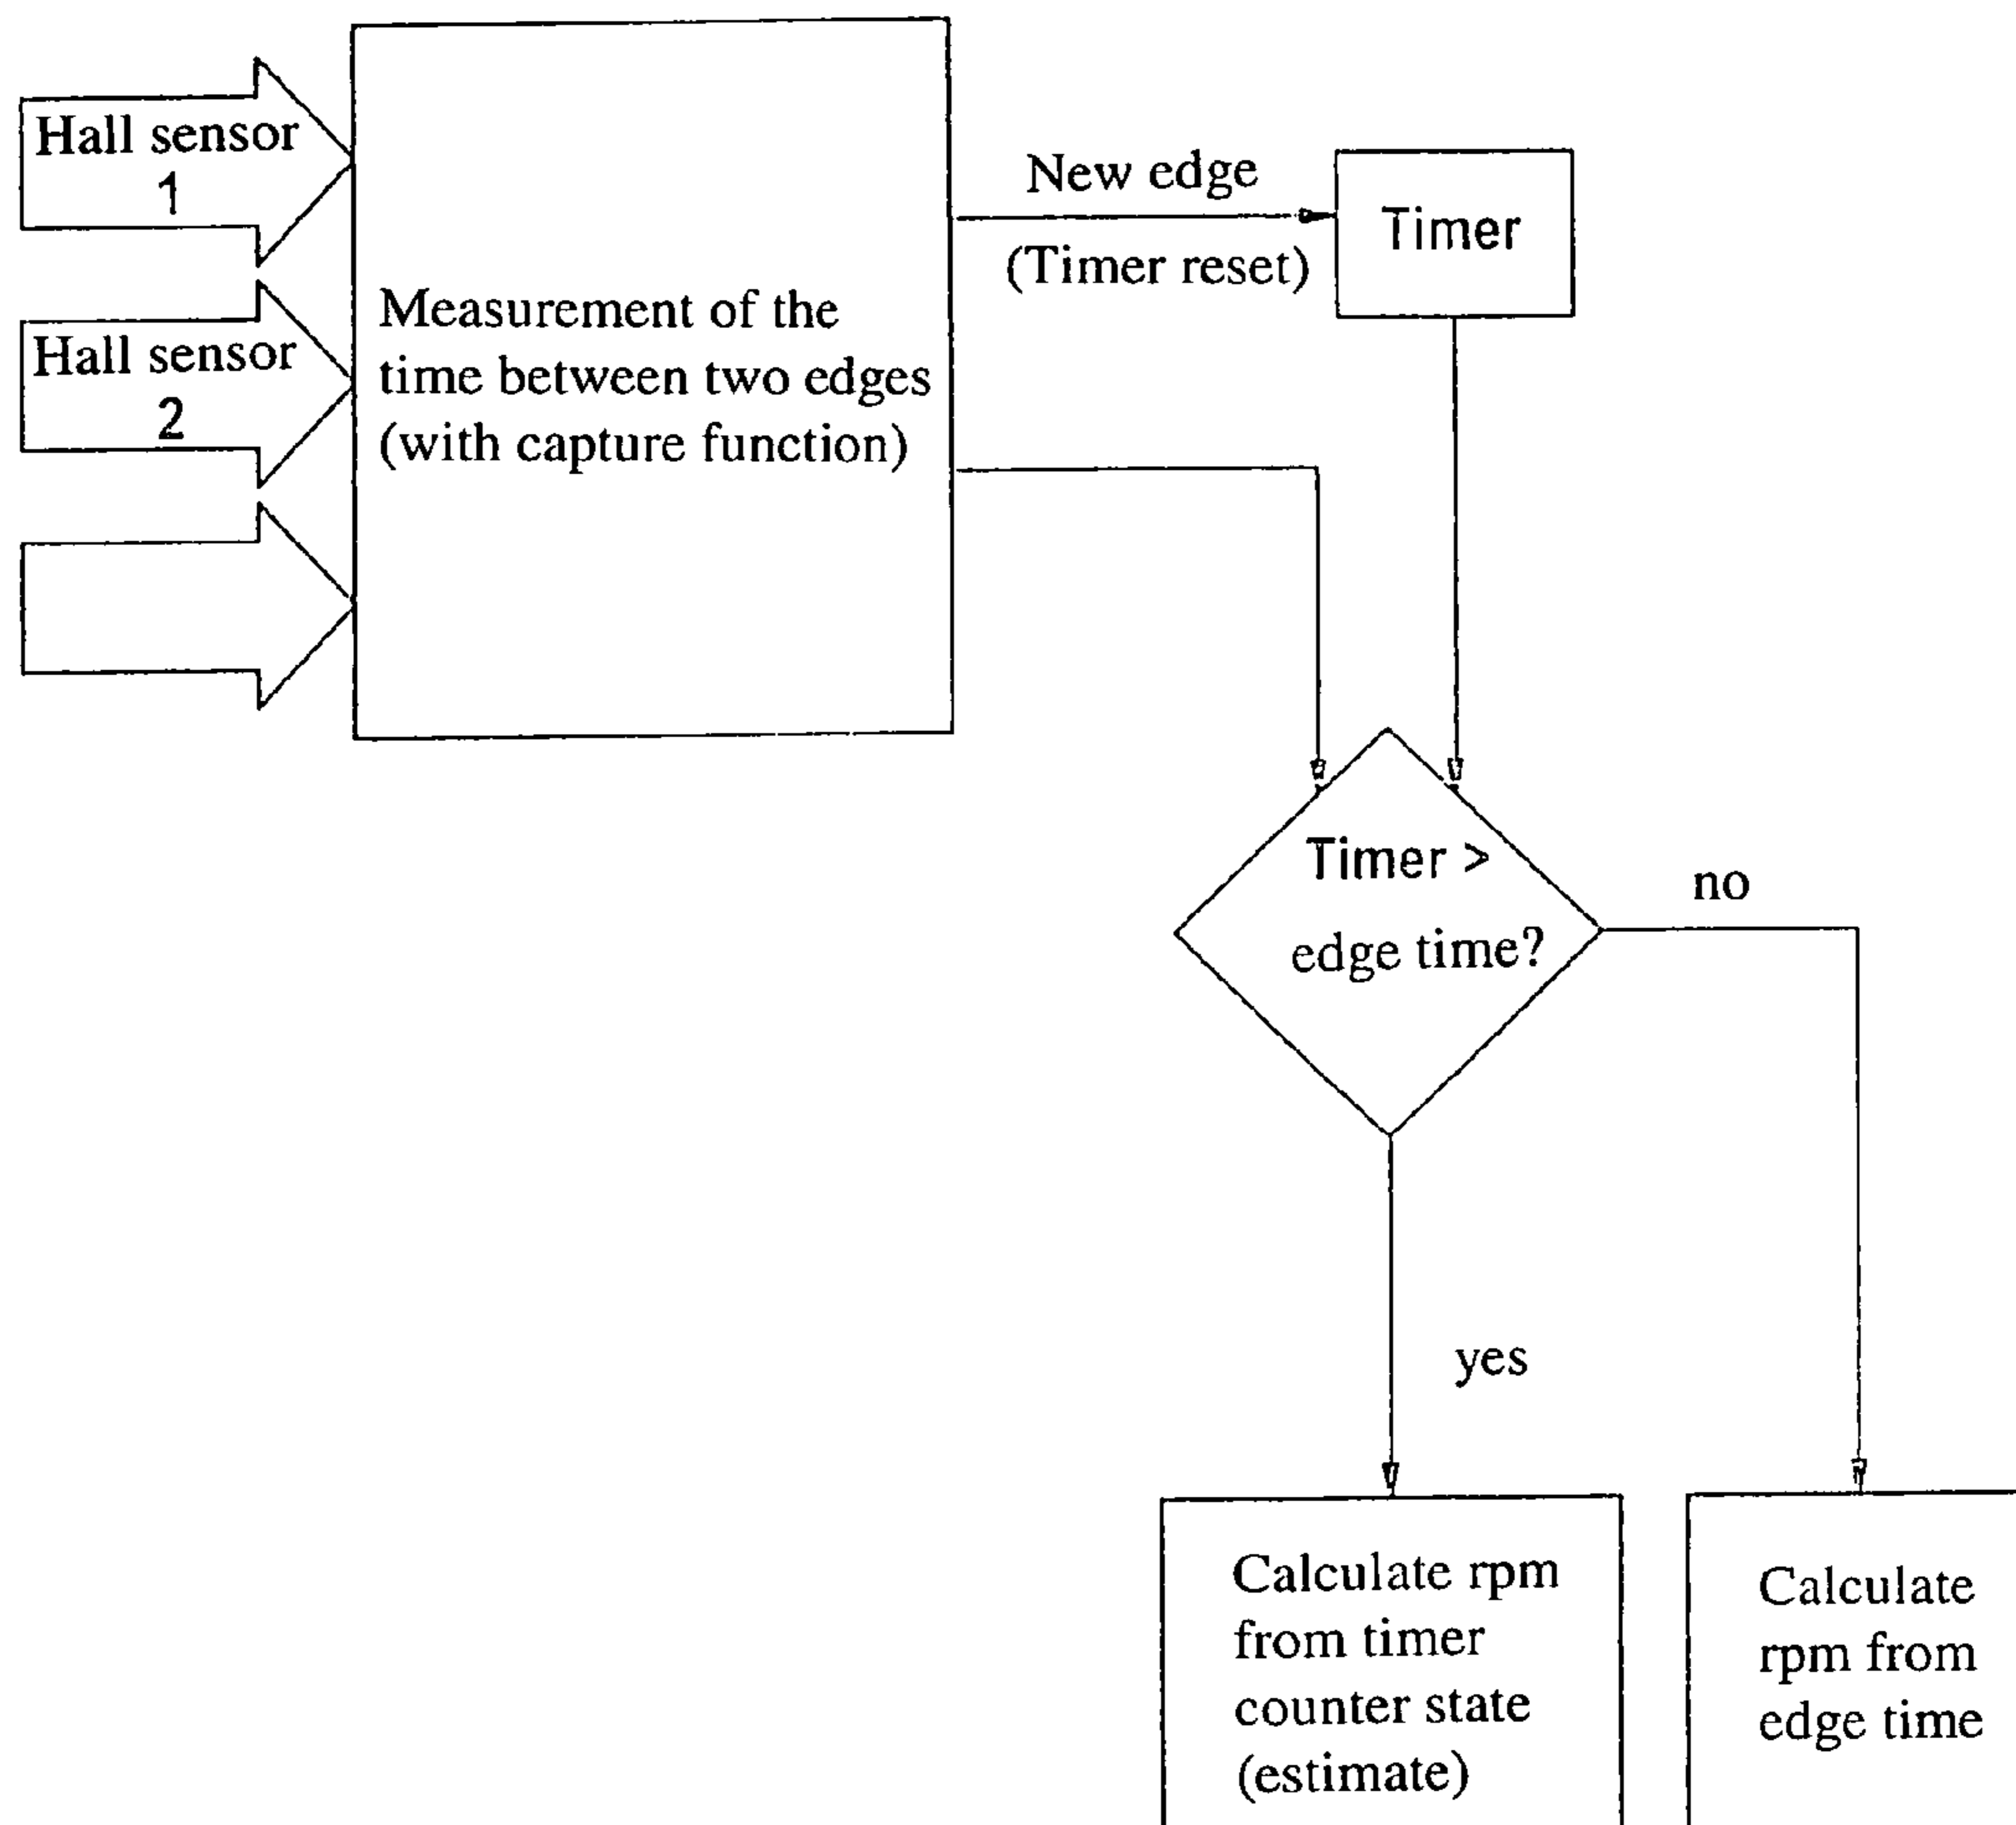 Hall sensor
1
Hall sensor
2
Measurement of the
time between two edges
(with capture function)
New edge
(Timer reset)
Timer
Timer >
edge time?
no
yes
Calculate rpm
from timer
counter state
(estimate)
Calculate
rpm from
edge time